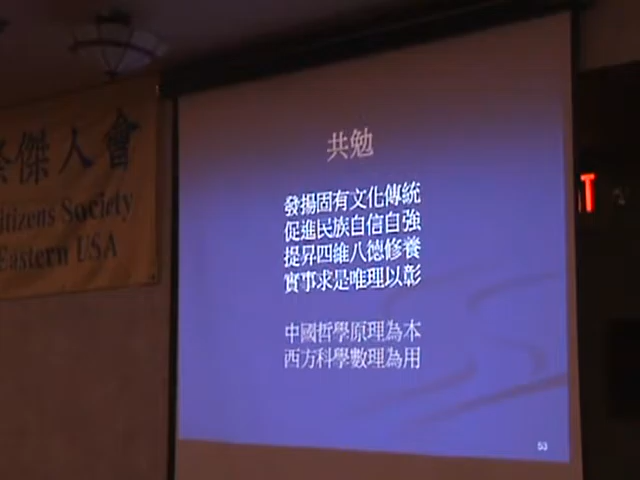 傑人會
itizens Society
Eastern USA
共勉
發揚固有文化傳統
促進民族自信自強
提昇四維八德修養
實事求是唯理以彰
中國哲學原理為本
西方科學數理為用
53